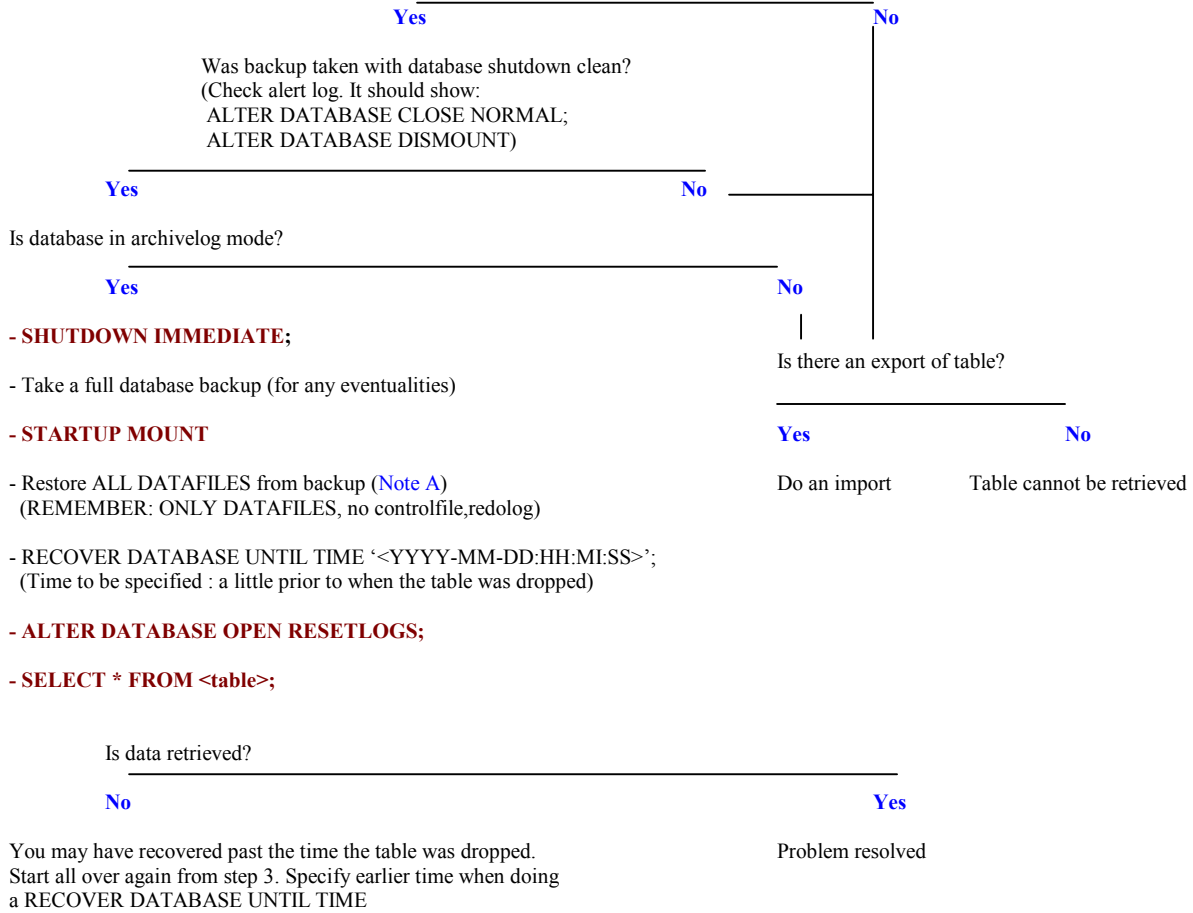 Yes No
Was backup taken with database shutdown clean?
(Check alert log. It should show:
ALTER DATABASE CLOSE NORMAL;
ALTER DATABASE DISMOUNT)
Yes No
Is database in archivelog mode?
Yes No
- SHUTDOWN IMMEDIATE;
Is there an export of table?
- Take a full database backup (for any eventualities)
- STARTUP MOUNT Yes No
- Restore ALL DATAFILES from backup (Note A) Do an import Table cannot be retrieved
(REMEMBER: ONLY DATAFILES, no controlfile,redolog)
- RECOVER DATABASE UNTIL TIME ‘<YYYY-MM-DD:HH:MI:SS>’;
(Time to be specified : a little prior to when the table was dropped)
- ALTER DATABASE OPEN RESETLOGS;
- SELECT * FROM <table>;
Is data retrieved?
No Yes
You may have recovered past the time the table was dropped. Problem resolved
Start all over again from step 3. Specify earlier time when doing
a RECOVER DATABASE UNTIL TIME